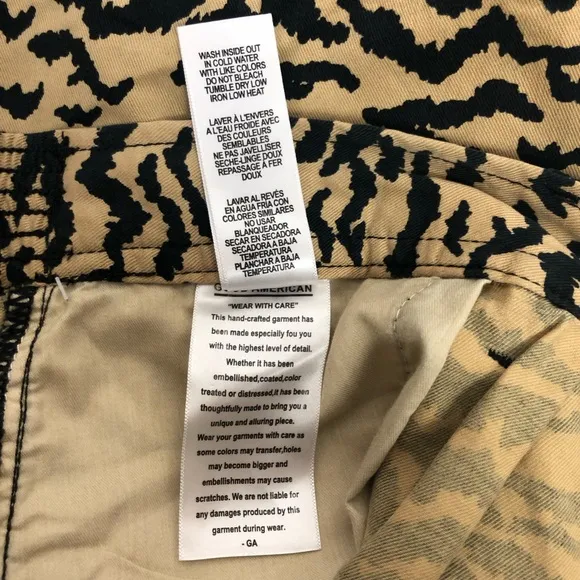 WASH INSIDE OUT
IN COLD WATER
WITH LIKE COLORS
DO NOT BLEACH
TUMBLE DRY LOW
IRON LOW HEAT
LAVER À L'ENVERS
A L'EAU FROIDE AVEC
DES COULEURS
SEMBLABLES
NE PAS JAVELLISER
SECHE-LINGE DOUX
REPASSAGE À FER
DOUX
LAVAR AL REVÉS
EN AGUA FRIA CON
COLORES SIMILARES
NO USAR
BLANQUEADOR
SECAR EN SECADORA
SECADORA A BAJA
TEMPERATURA
PLANCHAR A BAJA
TEMPERATURA
GOOD AMERICAN
"WEAR WITH CARE"
This hand-crafted garment has
been made especially fou you
with the highest level of detail.
Whether it has been
embellished,coated,color
treated or distressed,it has been
thoughtfully made to bring you a
unique and alluring piece.
Wear your garments with care as
some colors may transfer,holes
may become bigger and
embellishments may cause
scratches. We are not liable for
any damages produced by this
garment during wear.
- GA